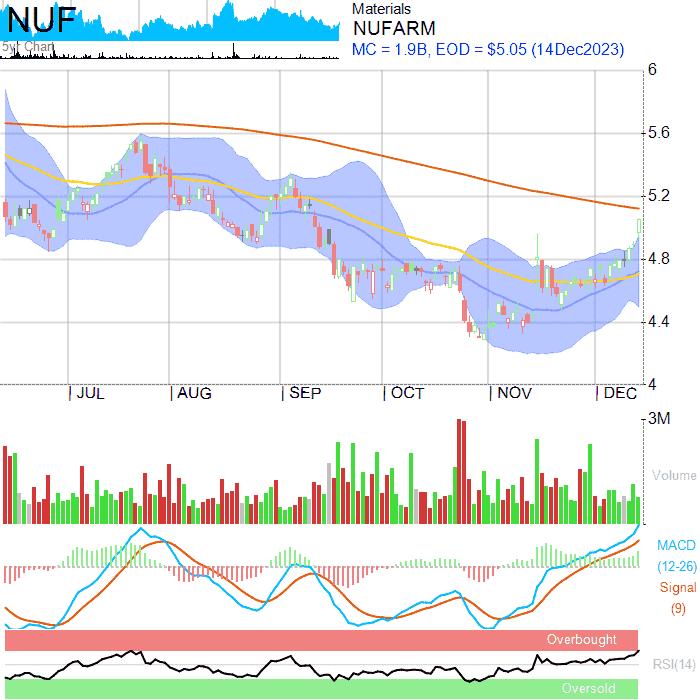 NUF
5yr Chart
Materials
NUFARM
MC = 1.9B, EOD = $5.05 (14Dec2023)
6
5.6
5.2
4.8
4.4
4
JUL AUG SEP OCT NOV DEC
3M
Volume
MACD
(12-26)
Signal
(9)
Overbought
RSI(14)
Oversold